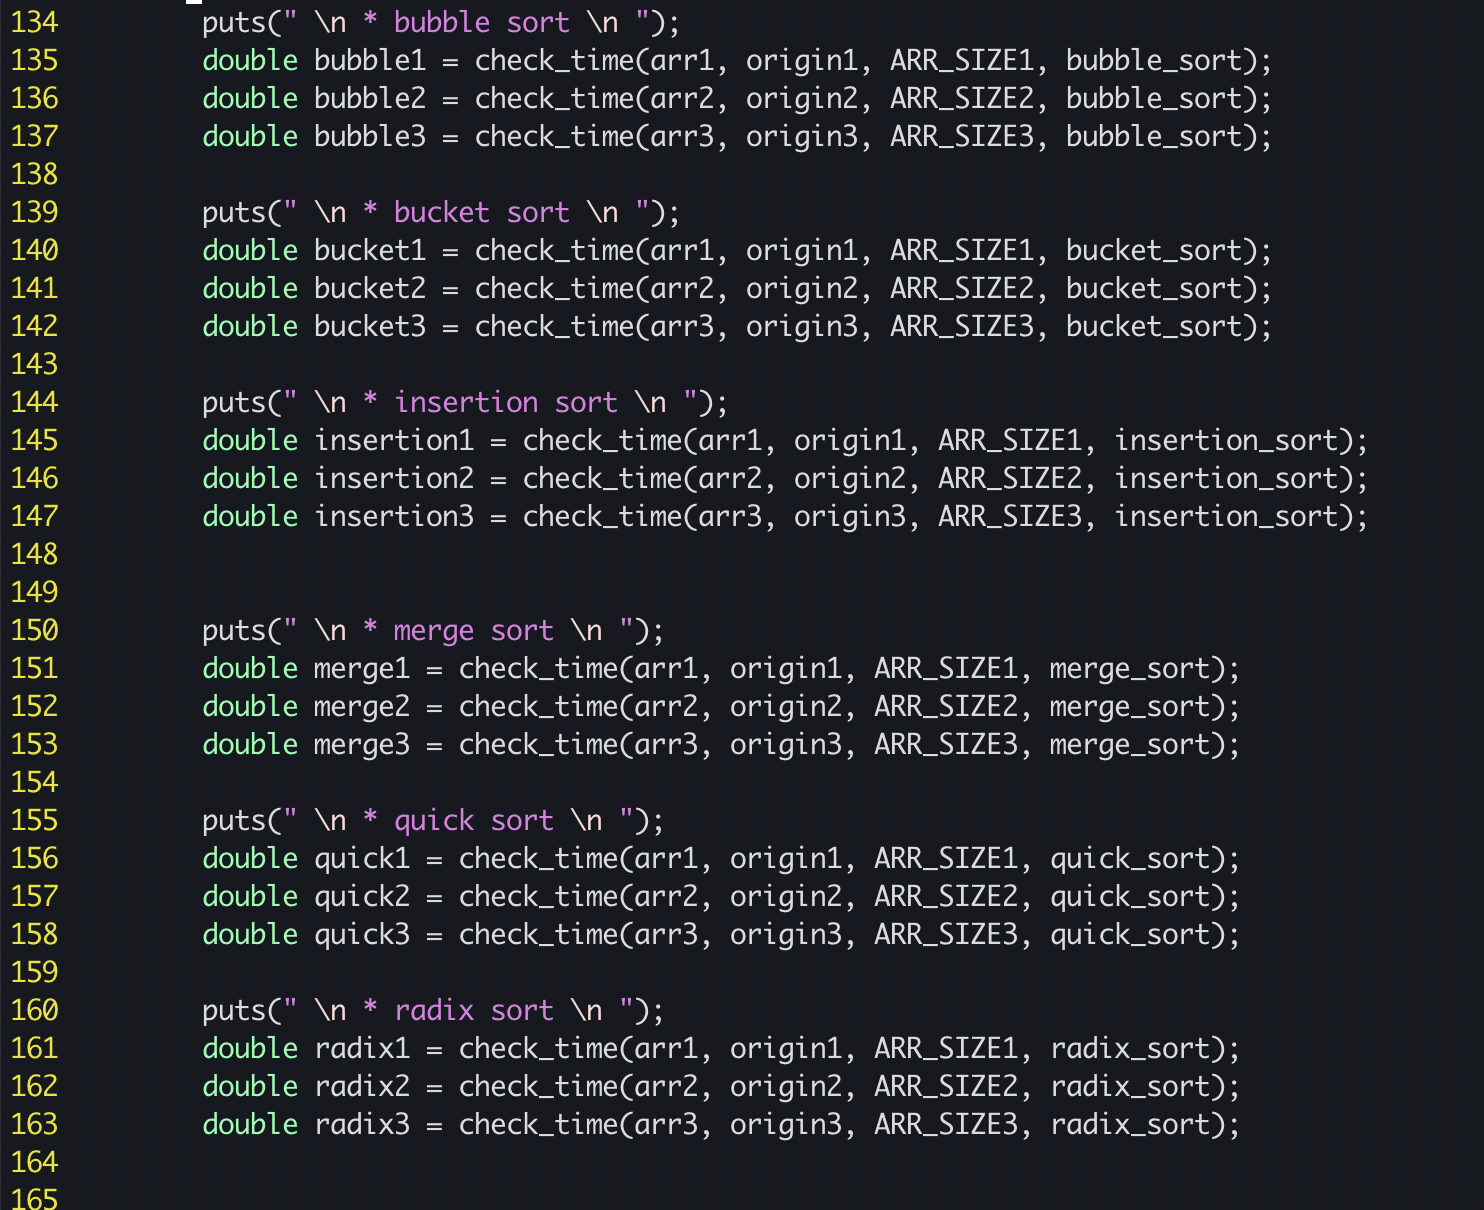 134         puts(" \n * bubble sort \n ");
135         double bubble1 = check_time(arr1, origin1, ARR_SIZE1, bubble_sort);
136         double bubble2 = check_time(arr2, origin2, ARR_SIZE2, bubble_sort);
137         double bubble3 = check_time(arr3, origin3, ARR_SIZE3, bubble_sort);
138
139         puts(" \n * bucket sort \n ");
140         double bucket1 = check_time(arr1, origin1, ARR_SIZE1, bucket_sort);
141         double bucket2 = check_time(arr2, origin2, ARR_SIZE2, bucket_sort);
142         double bucket3 = check_time(arr3, origin3, ARR_SIZE3, bucket_sort);
143
144         puts(" \n * insertion sort \n ");
145         double insertion1 = check_time(arr1, origin1, ARR_SIZE1, insertion_sort);
146         double insertion2 = check_time(arr2, origin2, ARR_SIZE2, insertion_sort);
147         double insertion3 = check_time(arr3, origin3, ARR_SIZE3, insertion_sort);
148
149
150         puts(" \n * merge sort \n ");
151         double merge1 = check_time(arr1, origin1, ARR_SIZE1, merge_sort);
152         double merge2 = check_time(arr2, origin2, ARR_SIZE2, merge_sort);
153         double merge3 = check_time(arr3, origin3, ARR_SIZE3, merge_sort);
154
155         puts(" \n * quick sort \n ");
156         double quick1 = check_time(arr1, origin1, ARR_SIZE1, quick_sort);
157         double quick2 = check_time(arr2, origin2, ARR_SIZE2, quick_sort);
158         double quick3 = check_time(arr3, origin3, ARR_SIZE3, quick_sort);
159
160         puts(" \n * radix sort \n ");
161         double radix1 = check_time(arr1, origin1, ARR_SIZE1, radix_sort);
162         double radix2 = check_time(arr2, origin2, ARR_SIZE2, radix_sort);
163         double radix3 = check_time(arr3, origin3, ARR_SIZE3, radix_sort);
164
165